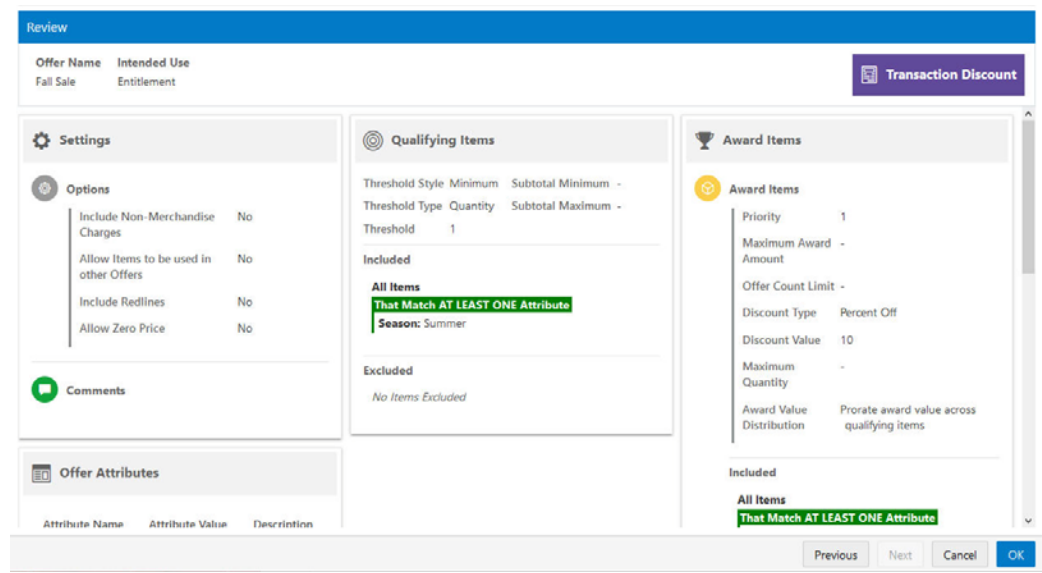 Review
Offer Name Intended Use
Fall Sale Entitlement
Transaction Discount
Settings
Options
Include Non-Merchandise No
Charges
Allow Items to be used in No
other Offers
Include Redlines No
Allow Zero Price No
Comments
Offer Attributes
Attribute Name Attribute Value Description
Qualifying Items
Threshold Style Minimum Subtotal Minimum -
Threshold Type Quantity Subtotal Maximum -
Threshold 1
Included
All Items
That Match AT LEAST ONE Attribute
Season: Summer
Excluded
No Items Excluded
Award Items
Award Items
Priority 1
Maximum Award -
Amount
Offer Count Limit -
Discount Type Percent Off
Discount Value 10
Maximum -
Quantity
Award Value Prorate award value across
Distribution qualifying items
Included
All Items
That Match AT LEAST ONE Attribute
Previous Next Cancel OK